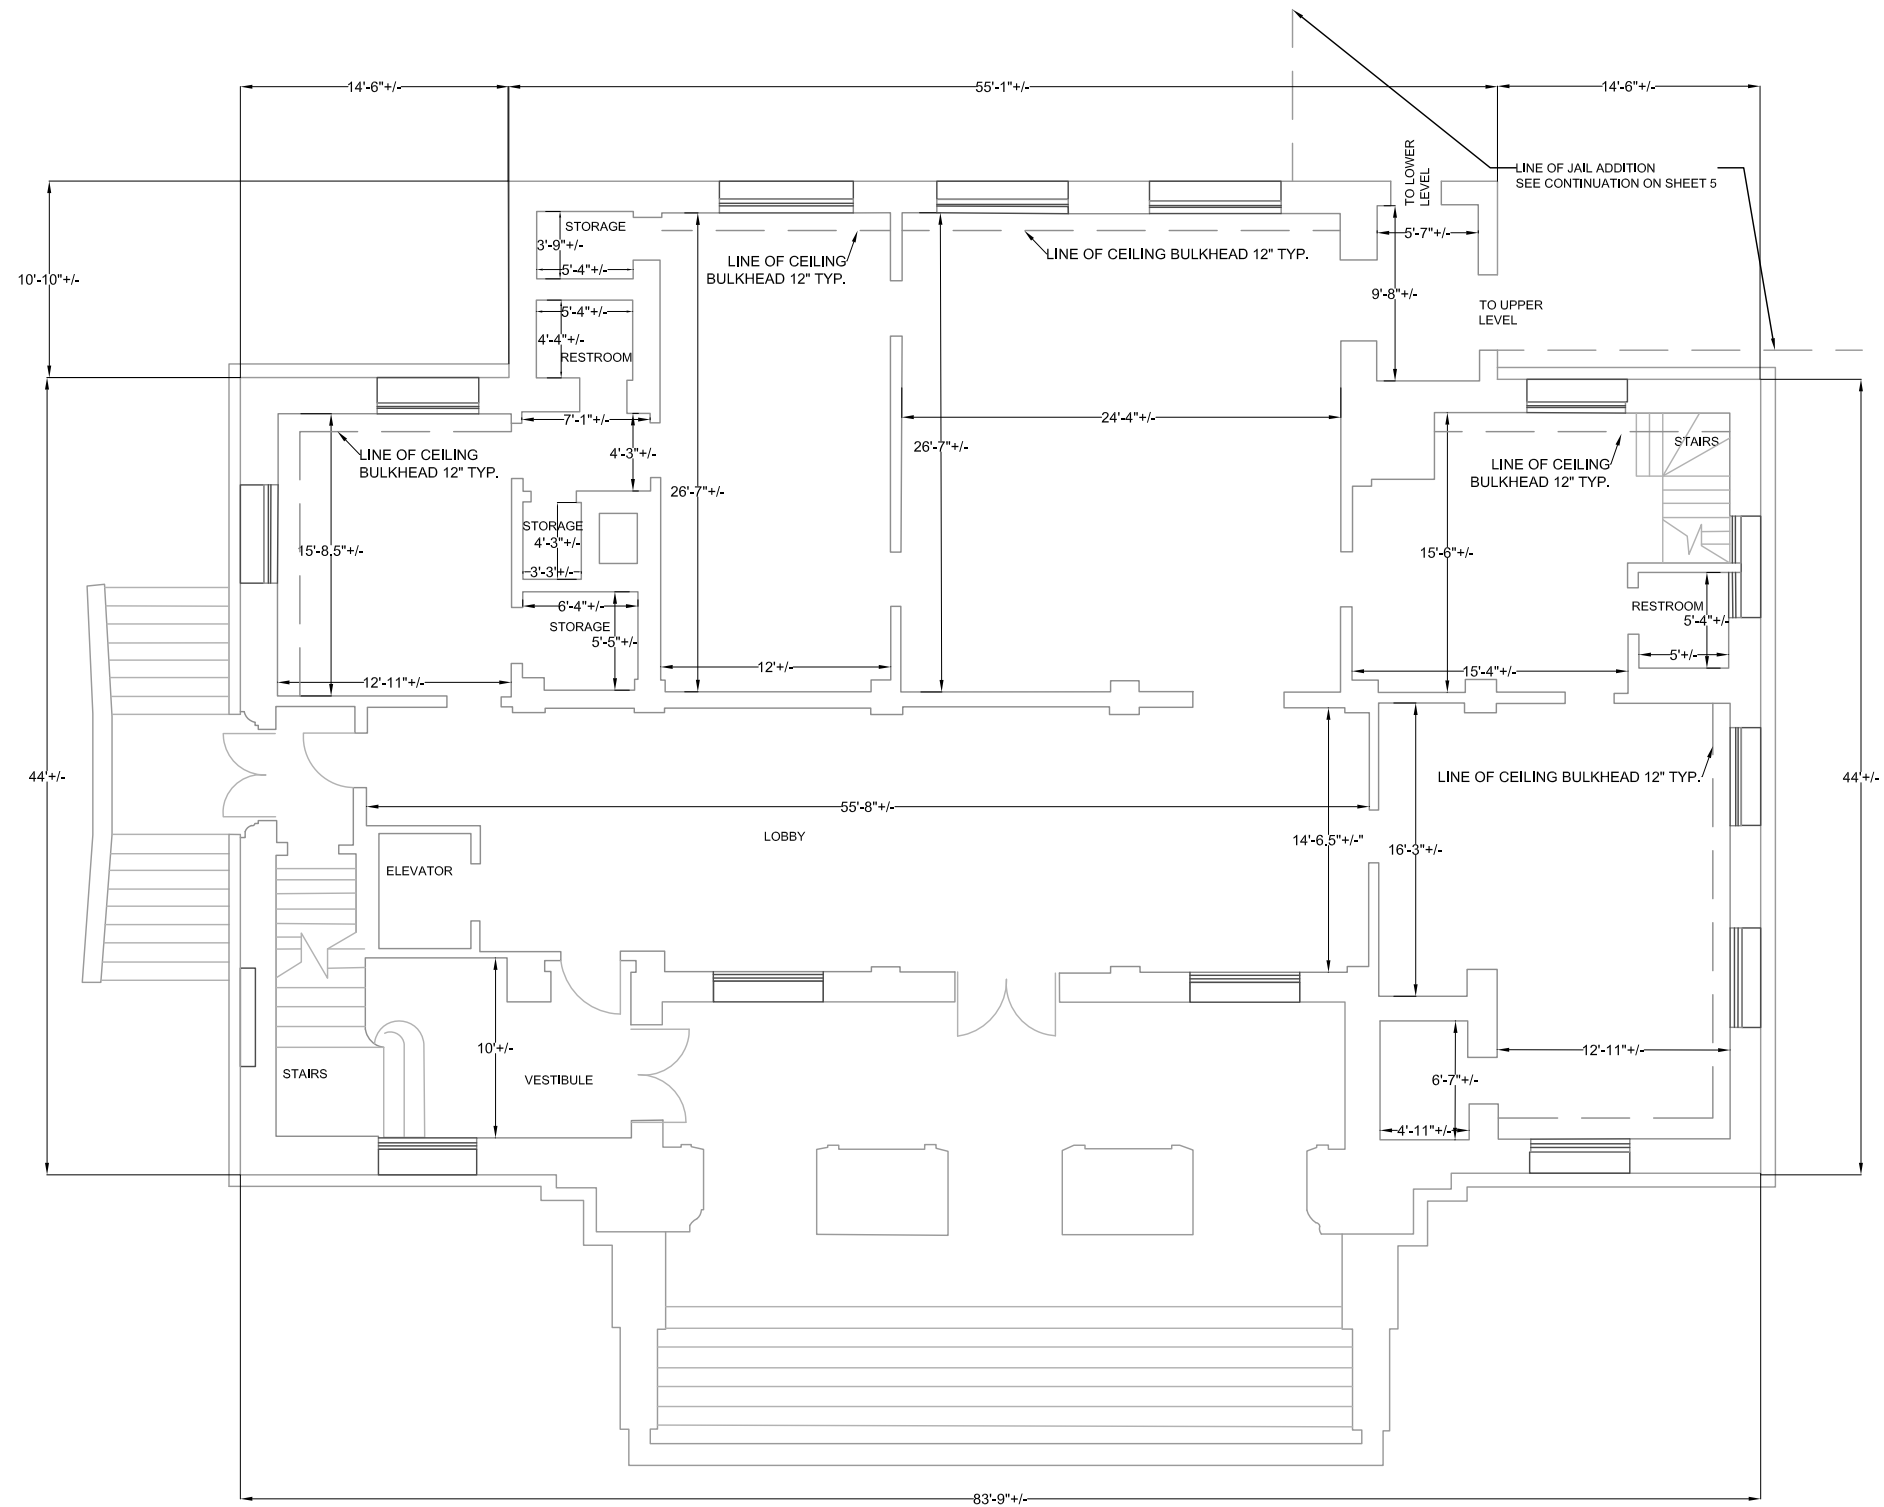 14'-6"+/-
55'-1"+/-
14'-6"+/-
TO LOWER
LEVEL
LINE OF JAIL ADDITION
SEE CONTINUATION ON SHEET 5
STORAGE
3'-9"+/-
5'-4"+/-
5'-7"+/-
LINE OF CEILING
BULKHEAD 12" TYP.
LINE OF CEILING BULKHEAD 12" TYP.
10'-10"+/-
9'-8"+/-
TO UPPER
LEVEL
5'-4"+/-
4'-4"+/-
RESTROOM
7'-1"+/-
24'-4"+/-
4'-3"+/-
26'-7"+/-
26'-7"+/-
LINE OF CEILING
BULKHEAD 12" TYP.
STAIRS
LINE OF CEILING
BULKHEAD 12" TYP.
STORAGE
4'-3"+/-
3'-3"+/-
15'-8.5"+/-
15'-6"+/-
6'-4"+/-
STORAGE
5'-5"+/-
RESTROOM
5'-4"+/-
5'+/-
12'-11"+/-
12'+/-
15'-4"+/-
44'+/-
LINE OF CEILING BULKHEAD 12" TYP.
44'+/-
55'-8"+/-
LOBBY
14'-6.5"+/-"
16'-3"+/-
ELEVATOR
10'+/-
STAIRS
VESTIBULE
12'-11"+/-
6'-7"+/-
4'-11"+/-
83'-9"+/-